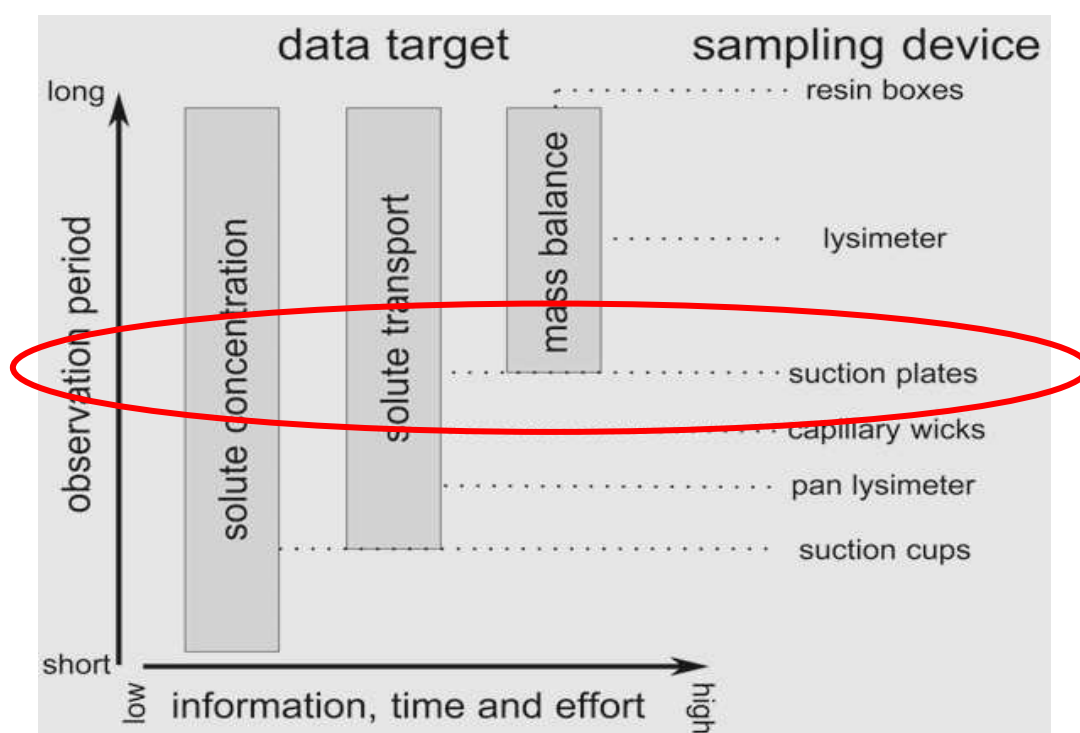 data target
sampling device
long
resin boxes
observation period
solute concentration
solute transport
mass balance
lysimeter
suction plates
capillary wicks
pan lysimeter
suction cups
short
low
information, time and effort
high